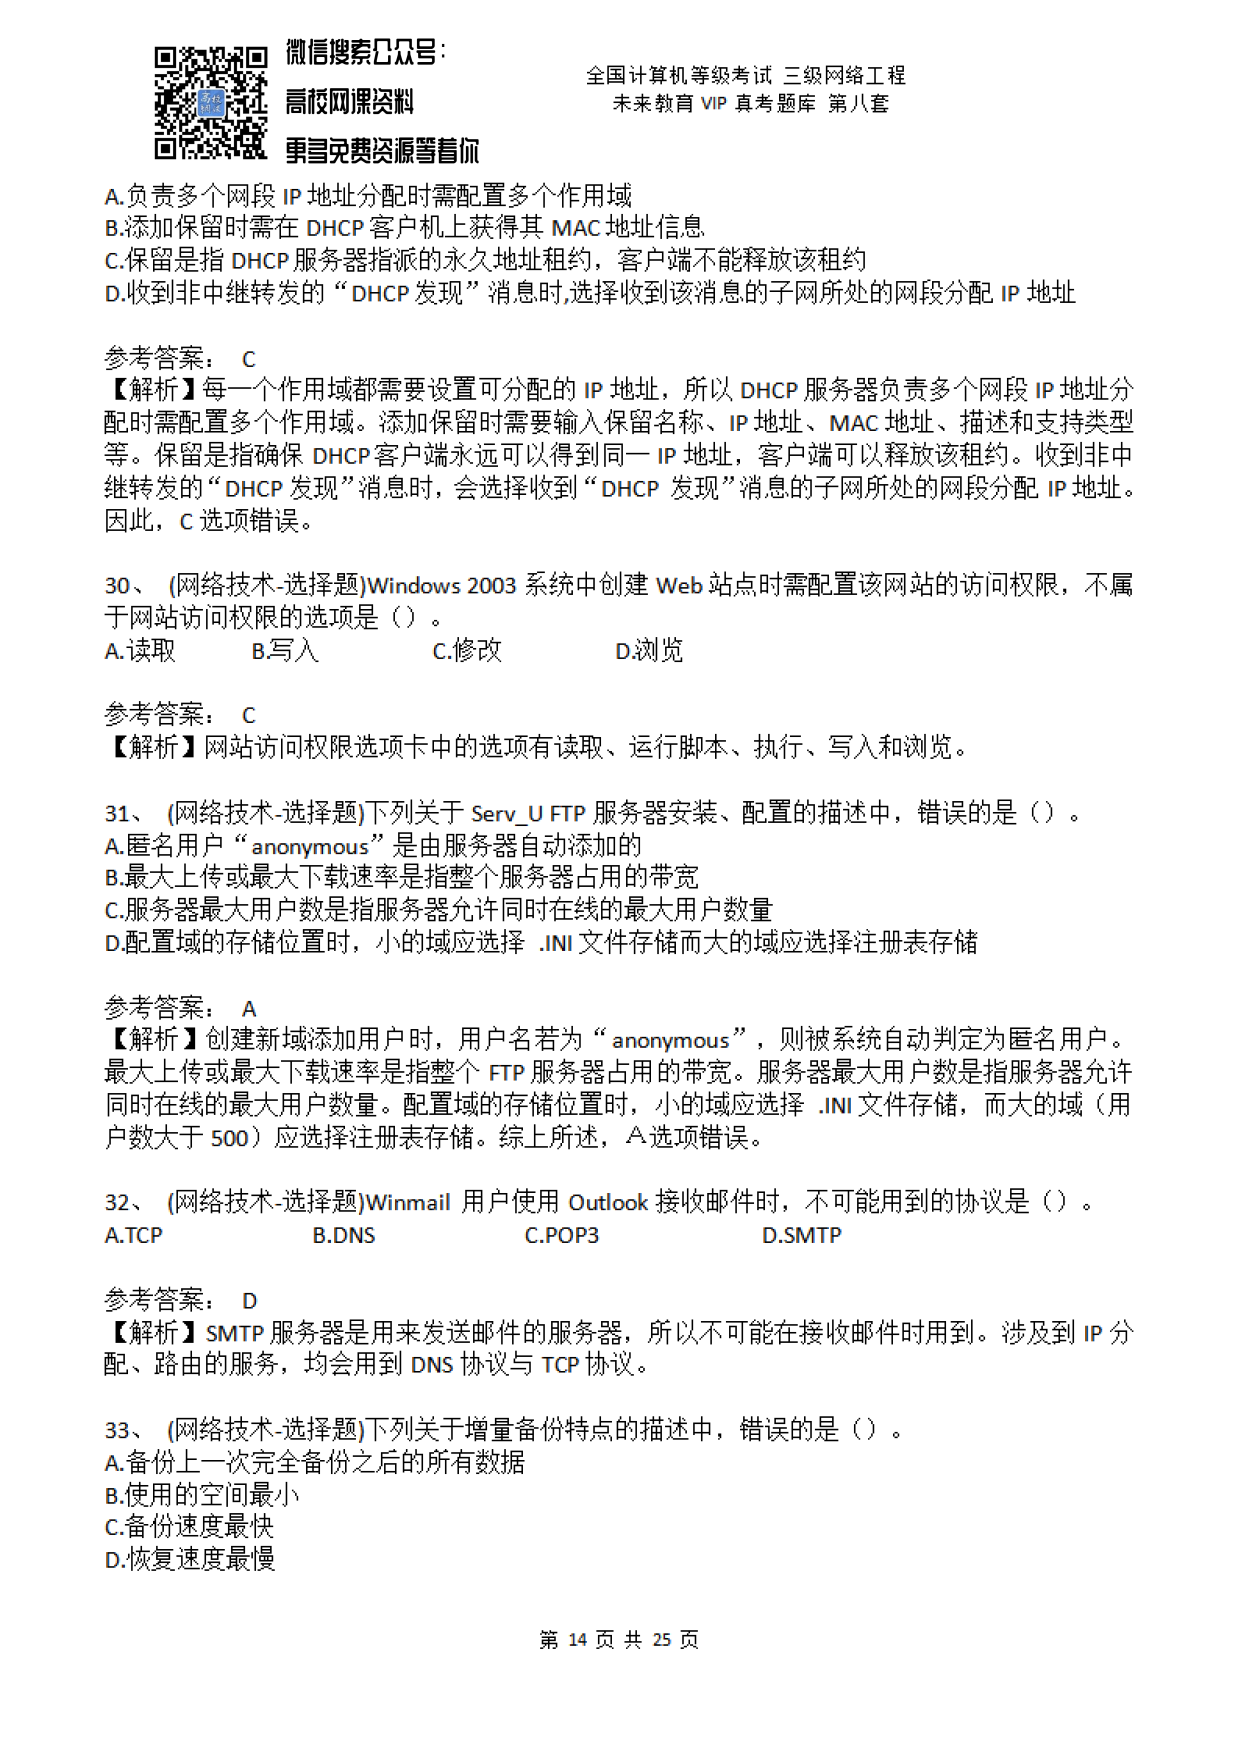 微信搜索公众号：
高校网课资料
更多免费资源等着你
全国计算机等级考试 三级网络工程
未来教育 VIP 真考题库 第八套
A.负责多个网段 IP 地址分配时需配置多个作用域
B.添加保留时需在 DHCP 客户机上获得其 MAC 地址信息
C.保留是指 DHCP 服务器指派的永久地址租约，客户端不能释放该租约
D.收到非中继转发的“DHCP 发现”消息时,选择收到该消息的子网所处的网段分配 IP 地址
参考答案： C
【解析】每一个作用域都需要设置可分配的 IP 地址，所以 DHCP 服务器负责多个网段 IP 地址分
配时需配置多个作用域。添加保留时需要输入保留名称、IP 地址、MAC 地址、描述和支持类型
等。保留是指确保 DHCP 客户端永远可以得到同一 IP 地址，客户端可以释放该租约。收到非中
继转发的“DHCP 发现”消息时，会选择收到“DHCP 发现”消息的子网所处的网段分配 IP 地址。
因此，C 选项错误。
30、 (网络技术-选择题)Windows 2003 系统中创建 Web 站点时需配置该网站的访问权限，不属
于网站访问权限的选项是（）。
A.读取 B.写入 C.修改 D.浏览
参考答案： C
【解析】网站访问权限选项卡中的选项有读取、运行脚本、执行、写入和浏览。
31、 (网络技术-选择题)下列关于 Serv_U FTP 服务器安装、配置的描述中，错误的是（）。
A.匿名用户“anonymous”是由服务器自动添加的
B.最大上传或最大下载速率是指整个服务器占用的带宽
C.服务器最大用户数是指服务器允许同时在线的最大用户数量
D.配置域的存储位置时，小的域应选择 .INI 文件存储而大的域应选择注册表存储
参考答案： A
【解析】创建新域添加用户时，用户名若为“anonymous”，则被系统自动判定为匿名用户。
最大上传或最大下载速率是指整个 FTP 服务器占用的带宽。服务器最大用户数是指服务器允许
同时在线的最大用户数量。配置域的存储位置时，小的域应选择 .INI 文件存储，而大的域（用
户数大于 500）应选择注册表存储。综上所述，A选项错误。
32、 (网络技术-选择题)Winmail 用户使用 Outlook 接收邮件时，不可能用到的协议是（）。
A.TCP B.DNS C.POP3 D.SMTP
参考答案： D
【解析】SMTP 服务器是用来发送邮件的服务器，所以不可能在接收邮件时用到。涉及到 IP 分
配、路由的服务，均会用到 DNS 协议与 TCP 协议。
33、 (网络技术-选择题)下列关于增量备份特点的描述中，错误的是（）。
A.备份上一次完全备份之后的所有数据
B.使用的空间最小
C.备份速度最快
D.恢复速度最慢
第 14 页 共 25 页